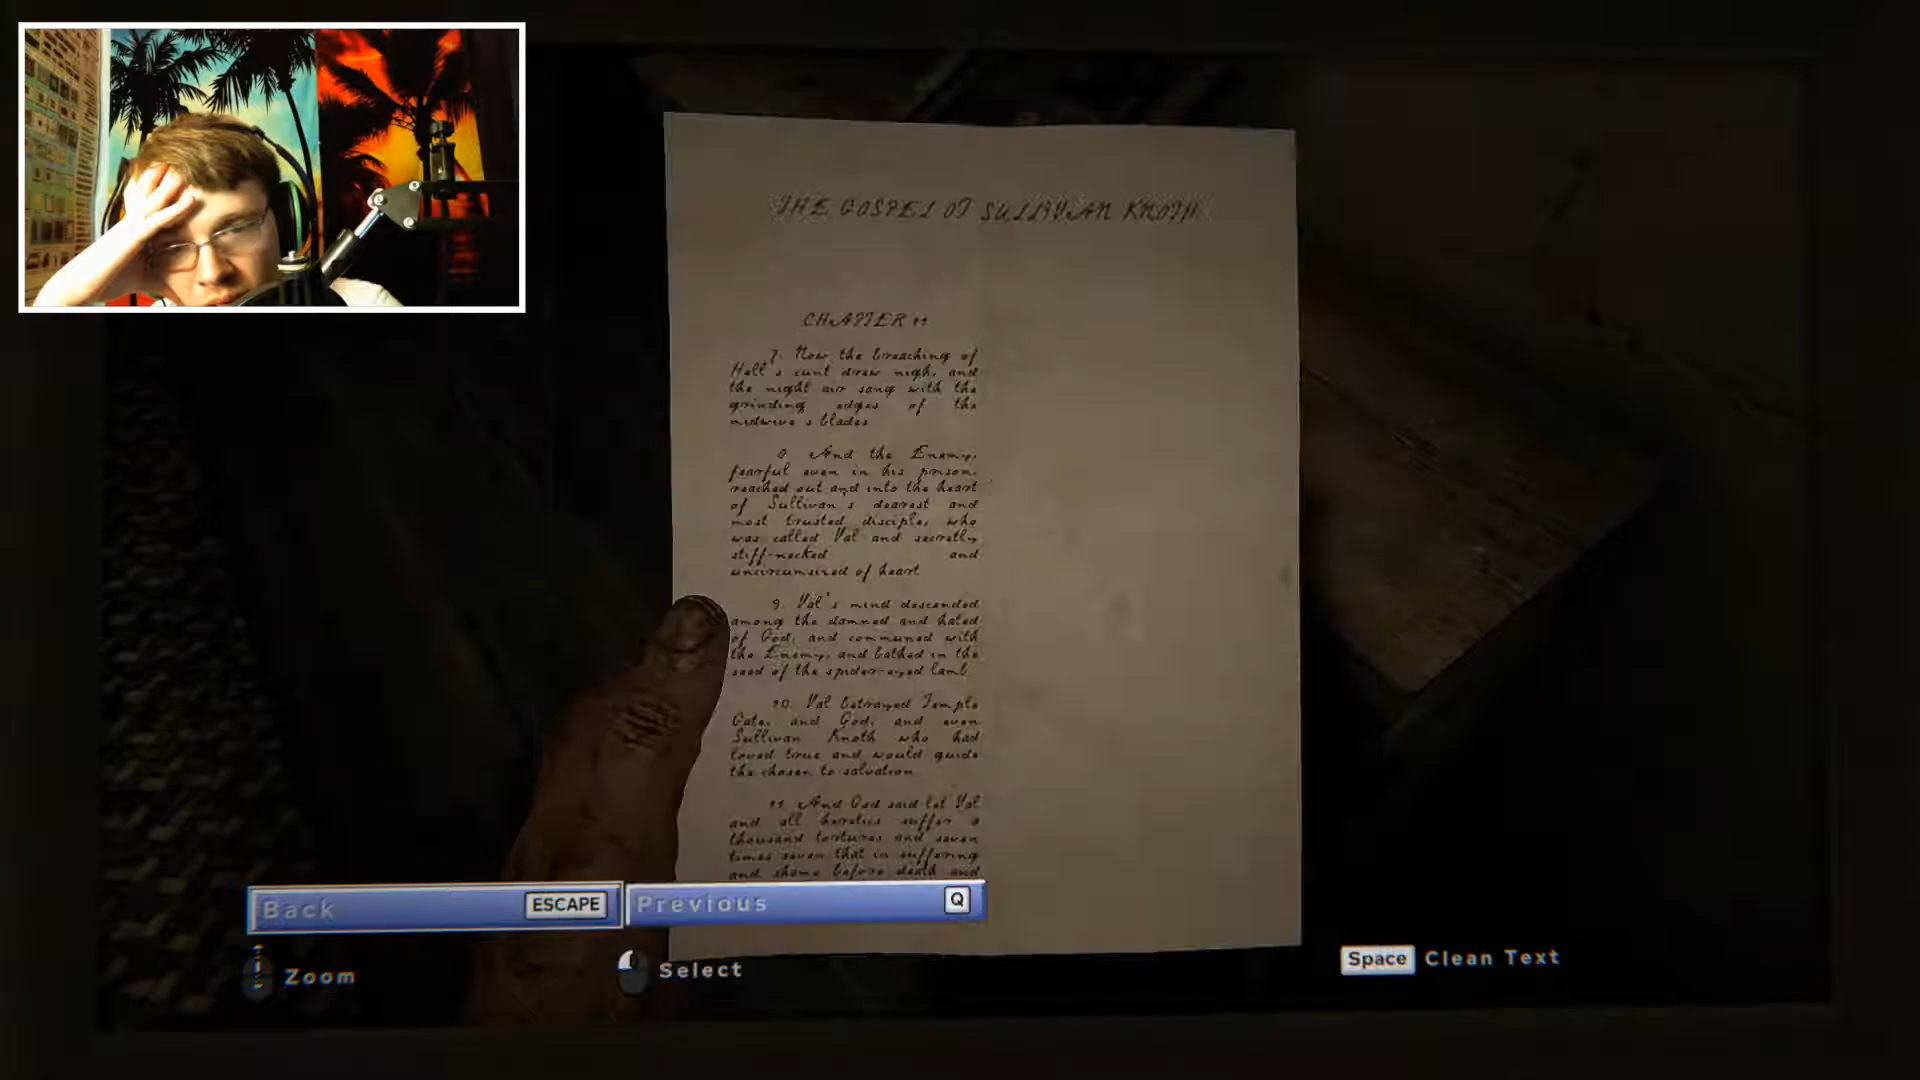 THE GOSPEL OF SULLIVAN KNOTH
CHAPTER 11
7. Now the breaching of
Hell's cunt drew nigh, and
the night air sang with the
grinding edges of the
midwive's blades
8 And the Enemy,
fearful even in his prison,
reached out and into the heart
of Sullivan's dearest and
most trusted disciple, who
was called Val and secretly
stiff-necked and
uncircumsized of heart
9. Val's mind descended
among the damned and hated
of God, and communed with
the Enemy, and bathed in the
seed of the spider-eyed lamb
10. Val betrayed Temple
Gate, and God, and even
Sullivan Knoth who had
loved true and would guide
the chosen to salvation.
11. And God said let Val
and all heretics suffer a
thousand tortures and seven
times seven that in suffering
and shame before death and
Back ESCAPE Previous Q
Zoom Select Space Clean Text